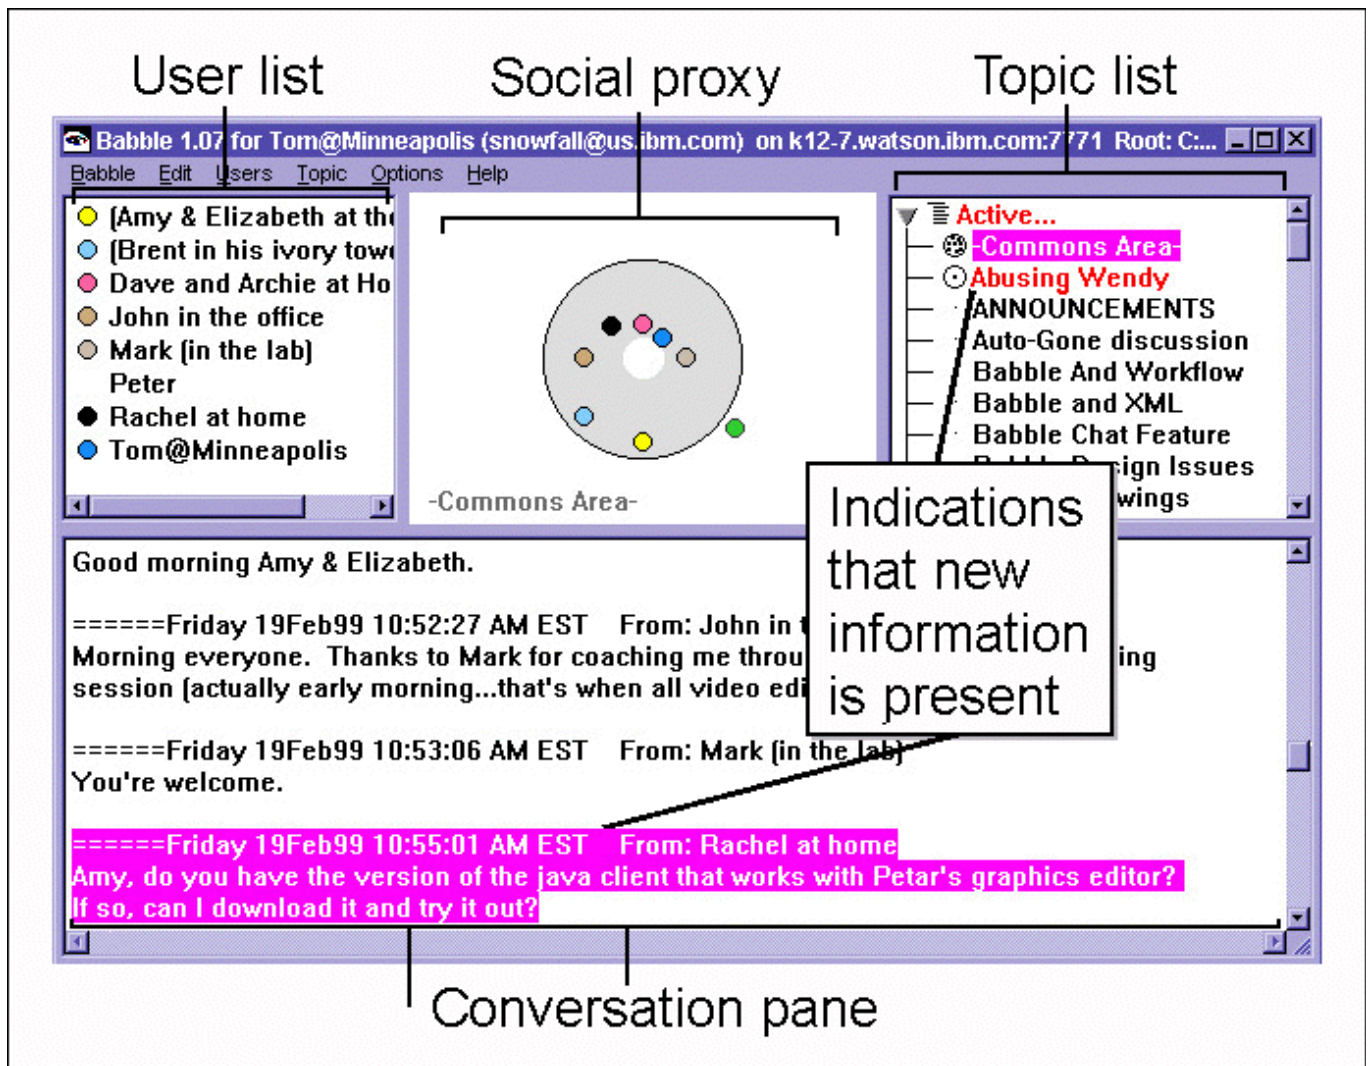 User list
Social proxy
Topic list
Babble 1.07 for Tom@Minneapolis (snowfall@us.ibm.com) on k12-7.watson.ibm.com:7771 Root: C:...
Babble Edit Users Topic Options Help
(Amy & Elizabeth at the
(Brent in his ivory towe
Dave and Archie at Ho
John in the office
Mark (in the lab)
Peter
Rachel at home
Tom@Minneapolis
-Commons Area-
Active...
-Commons Area-
Abusing Wendy
ANNOUNCEMENTS
Auto-Gone discussion
Babble And Workflow
Babble and XML
Babble Chat Feature
Issues
Indications
that new
information
is present
Good morning Amy & Elizabeth.
======Friday 19Feb99 10:52:27 AM EST From: John in
Morning everyone. Thanks to Mark for coaching me
session (actually early morning...that's when all video
======Friday 19Feb99 10:53:06 AM EST From: Mark (in the lab)
You're welcome.
======Friday 19Feb99 10:55:01 AM EST From: Rachel at home
Amy, do you have the version of the java client that works with Petar's graphics editor?
If so, can I download it and try it out?
Conversation pane